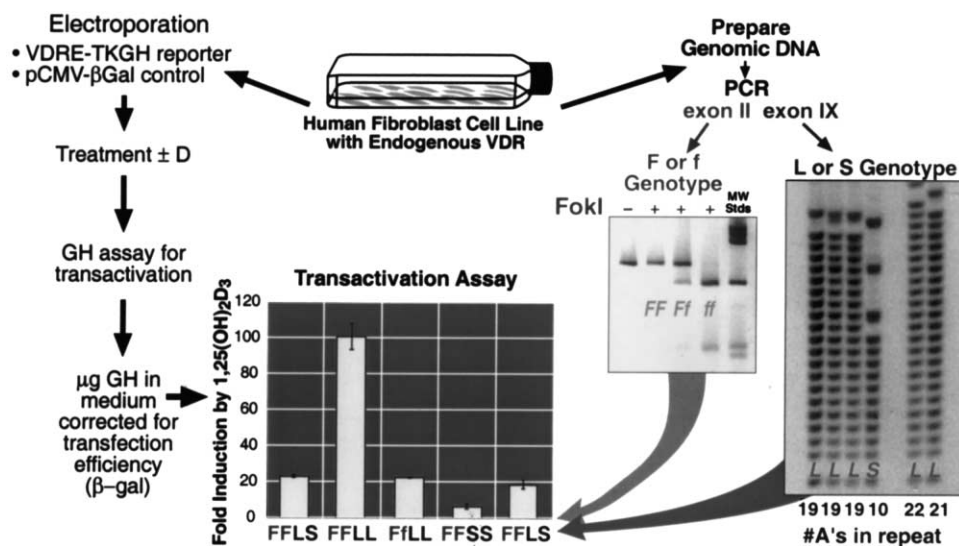 Electroporation
• VDRE-TKGH reporter
• pCMV-βGal control
Treatment ± D
GH assay for
transactivation
µg GH in
medium
corrected for
transfection
efficiency
(β–gal)
Human Fibroblast Cell Line
with Endogenous VDR
Prepare
Genomic DNA
PCR
exon II exon IX
F or f
Genotype
FokI − + + + MW
Stds
FF Ff ff
L or S Genotype
L L L S L L
19 19 19 10 22 21
#A's in repeat
Transactivation Assay
Fold Induction by 1,25(OH)₂D₃
120
100
80
60
40
20
0
FFLS FFLL FfLL FFSS FFLS